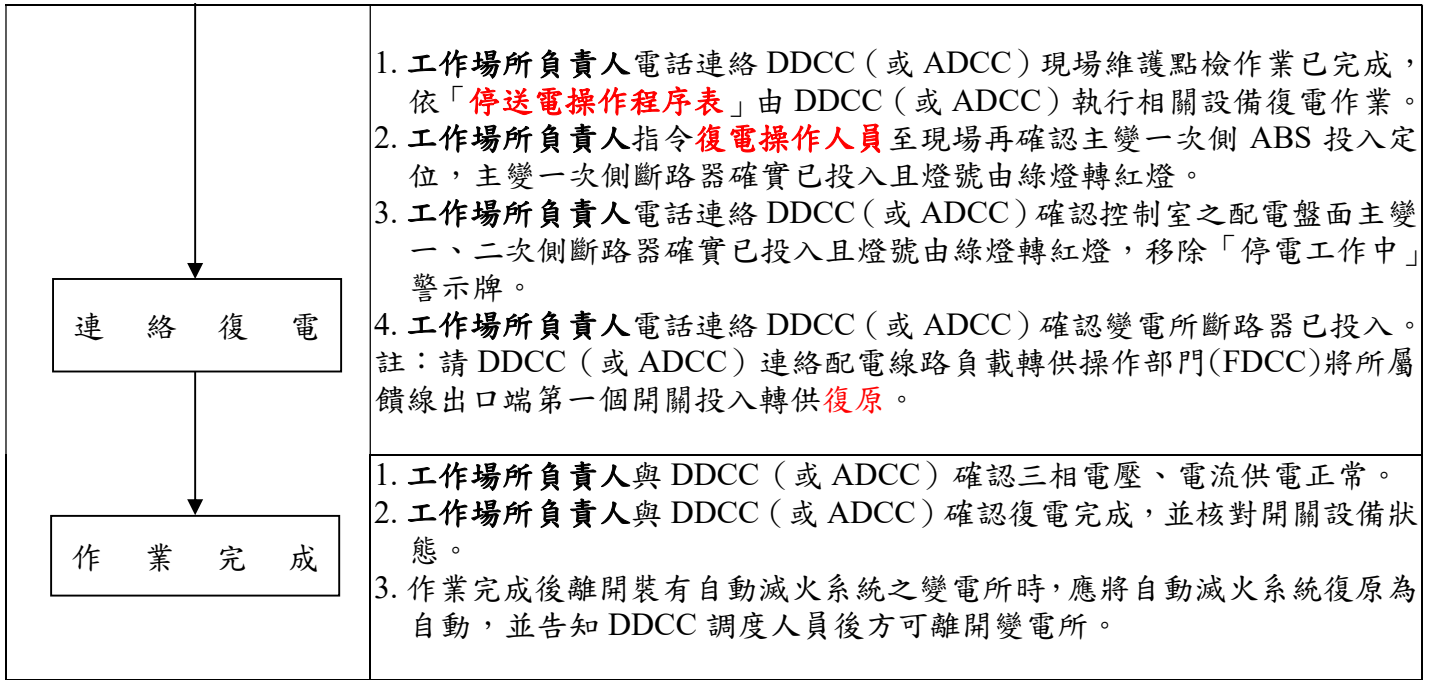 1. 工作場所負責人電話連絡 DDCC（或 ADCC）現場維護點檢作業已完成，
依「停送電操作程序表」由 DDCC（或 ADCC）執行相關設備復電作業。
2. 工作場所負責人指令復電操作人員至現場再確認主變一次側 ABS 投入定
位，主變一次側斷路器確實已投入且燈號由綠燈轉紅燈。
3. 工作場所負責人電話連絡 DDCC（或 ADCC）確認控制室之配電盤面主變
一、二次側斷路器確實已投入且燈號由綠燈轉紅燈，移除「停電工作中」
警示牌。
連 絡 復 電
4. 工作場所負責人電話連絡 DDCC（或 ADCC）確認變電所斷路器已投入。
註：請 DDCC（或 ADCC）連絡配電線路負載轉供操作部門(FDCC)將所屬
饋線出口端第一個開關投入轉供復原。
1. 工作場所負責人與 DDCC（或 ADCC）確認三相電壓、電流供電正常。
2. 工作場所負責人與 DDCC（或 ADCC）確認復電完成，並核對開關設備狀
態。
作 業 完 成
3. 作業完成後離開裝有自動滅火系統之變電所時，應將自動滅火系統復原為
自動，並告知 DDCC 調度人員後方可離開變電所。